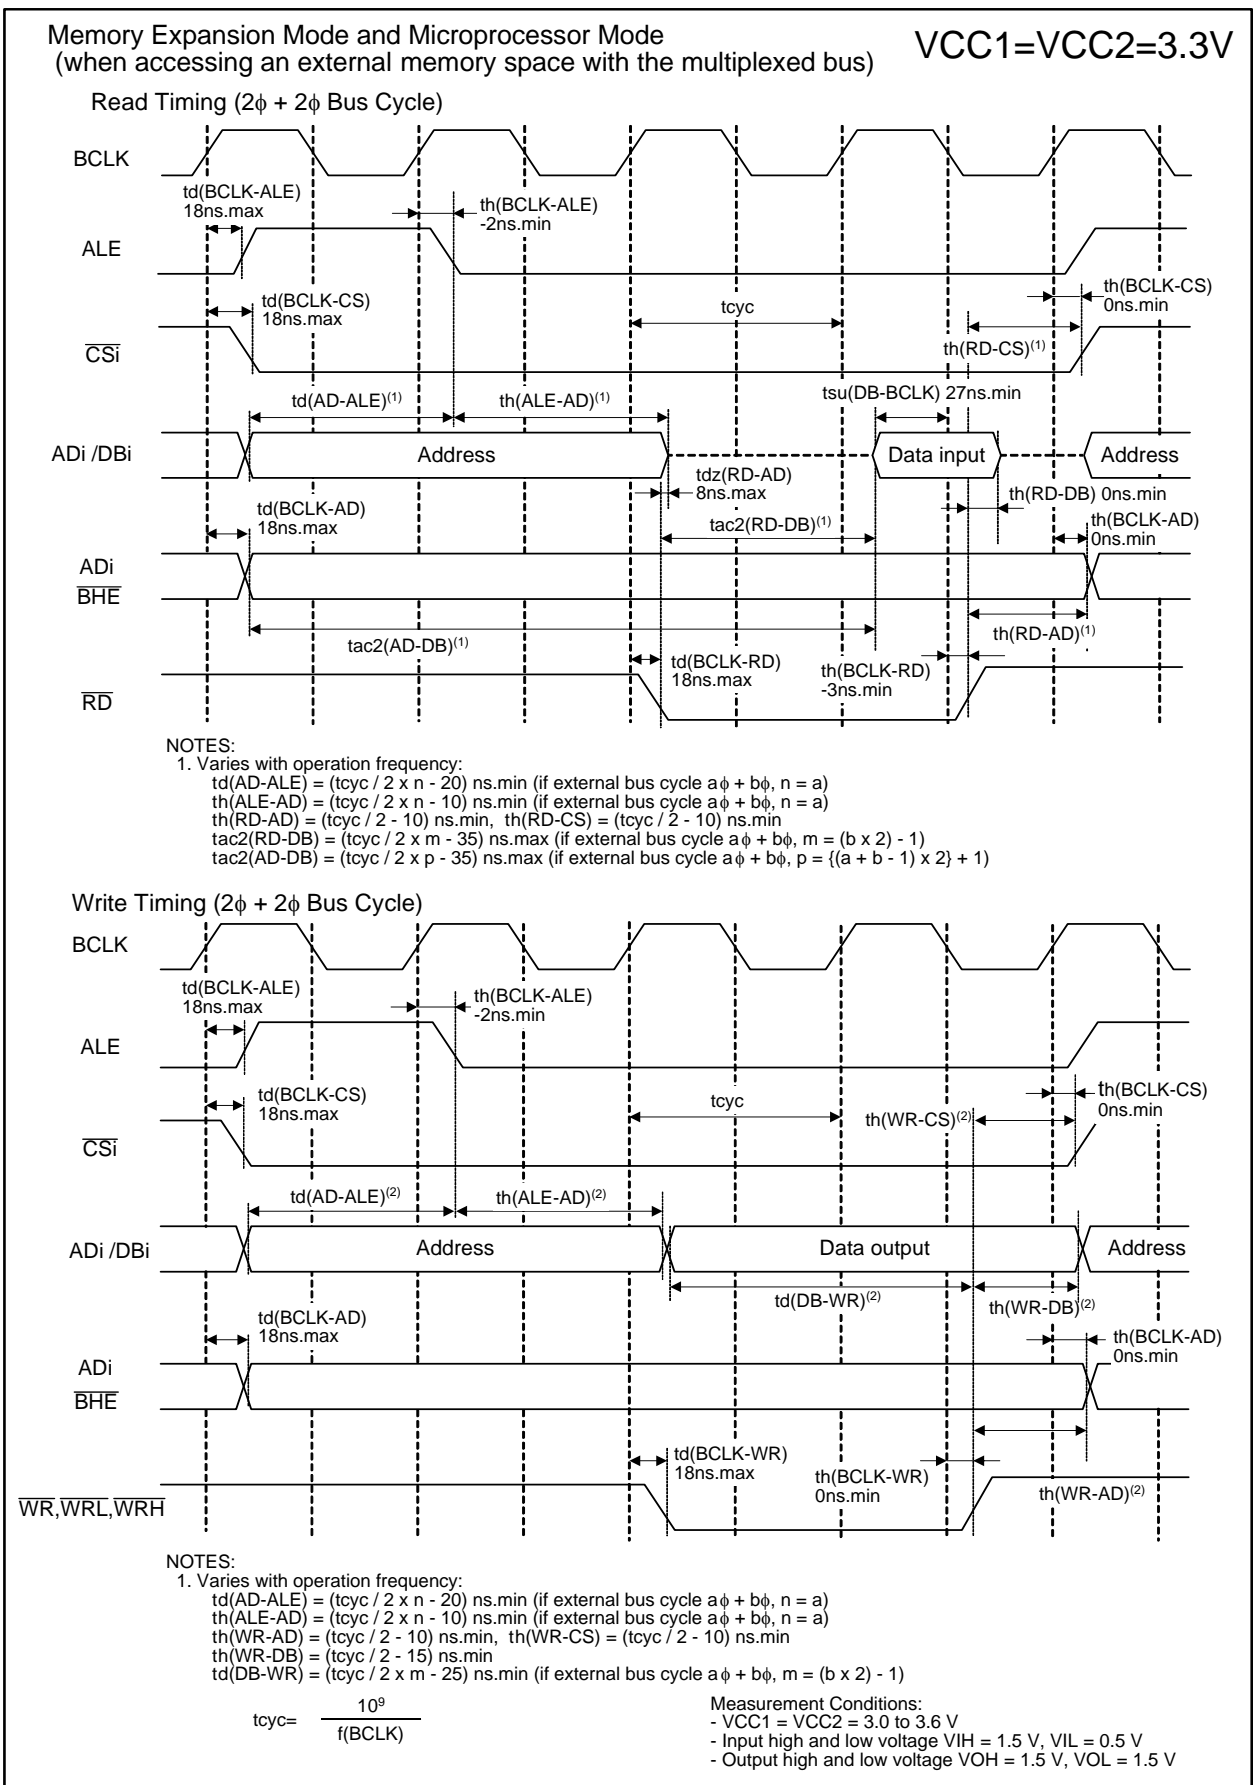 Memory Expansion Mode and Microprocessor Mode
(when accessing an external memory space with the multiplexed bus)
VCC1=VCC2=3.3V
Read Timing (2ϕ + 2ϕ Bus Cycle)
BCLK
td(BCLK-ALE)
18ns.max
th(BCLK-ALE)
-2ns.min
ALE
td(BCLK-CS)
18ns.max
tcyc
th(BCLK-CS)
0ns.min
CSi
th(RD-CS)(1)
td(AD-ALE)(1)
th(ALE-AD)(1)
tsu(DB-BCLK) 27ns.min
ADi /DBi
Address
Data input
Address
tdz(RD-AD)
8ns.max
th(RD-DB) 0ns.min
td(BCLK-AD)
18ns.max
tac2(RD-DB)(1)
th(BCLK-AD)
0ns.min
ADi
BHE
tac2(AD-DB)(1)
th(RD-AD)(1)
td(BCLK-RD)
18ns.max
th(BCLK-RD)
-3ns.min
RD
NOTES:
1. Varies with operation frequency:
td(AD-ALE) = (tcyc / 2 x n - 20) ns.min (if external bus cycle aϕ + bϕ, n = a)
th(ALE-AD) = (tcyc / 2 x n - 10) ns.min (if external bus cycle aϕ + bϕ, n = a)
th(RD-AD) = (tcyc / 2 - 10) ns.min, th(RD-CS) = (tcyc / 2 - 10) ns.min
tac2(RD-DB) = (tcyc / 2 x m - 35) ns.max (if external bus cycle aϕ + bϕ, m = (b x 2) - 1)
tac2(AD-DB) = (tcyc / 2 x p - 35) ns.max (if external bus cycle aϕ + bϕ, p = {(a + b - 1) x 2} + 1)
Write Timing (2ϕ + 2ϕ Bus Cycle)
BCLK
td(BCLK-ALE)
18ns.max
th(BCLK-ALE)
-2ns.min
ALE
td(BCLK-CS)
18ns.max
tcyc
th(BCLK-CS)
0ns.min
th(WR-CS)(2)
CSi
td(AD-ALE)(2)
th(ALE-AD)(2)
ADi /DBi
Address
Data output
Address
td(DB-WR)(2)
th(WR-DB)(2)
td(BCLK-AD)
18ns.max
th(BCLK-AD)
0ns.min
ADi
BHE
td(BCLK-WR)
18ns.max
th(BCLK-WR)
0ns.min
th(WR-AD)(2)
WR,WRL,WRH
NOTES:
1. Varies with operation frequency:
td(AD-ALE) = (tcyc / 2 x n - 20) ns.min (if external bus cycle aϕ + bϕ, n = a)
th(ALE-AD) = (tcyc / 2 x n - 10) ns.min (if external bus cycle aϕ + bϕ, n = a)
th(WR-AD) = (tcyc / 2 - 10) ns.min, th(WR-CS) = (tcyc / 2 - 10) ns.min
th(WR-DB) = (tcyc / 2 - 15) ns.min
td(DB-WR) = (tcyc / 2 x m - 25) ns.min (if external bus cycle aϕ + bϕ, m = (b x 2) - 1)
tcyc=
10⁹
f(BCLK)
Measurement Conditions:
- VCC1 = VCC2 = 3.0 to 3.6 V
- Input high and low voltage VIH = 1.5 V, VIL = 0.5 V
- Output high and low voltage VOH = 1.5 V, VOL = 1.5 V